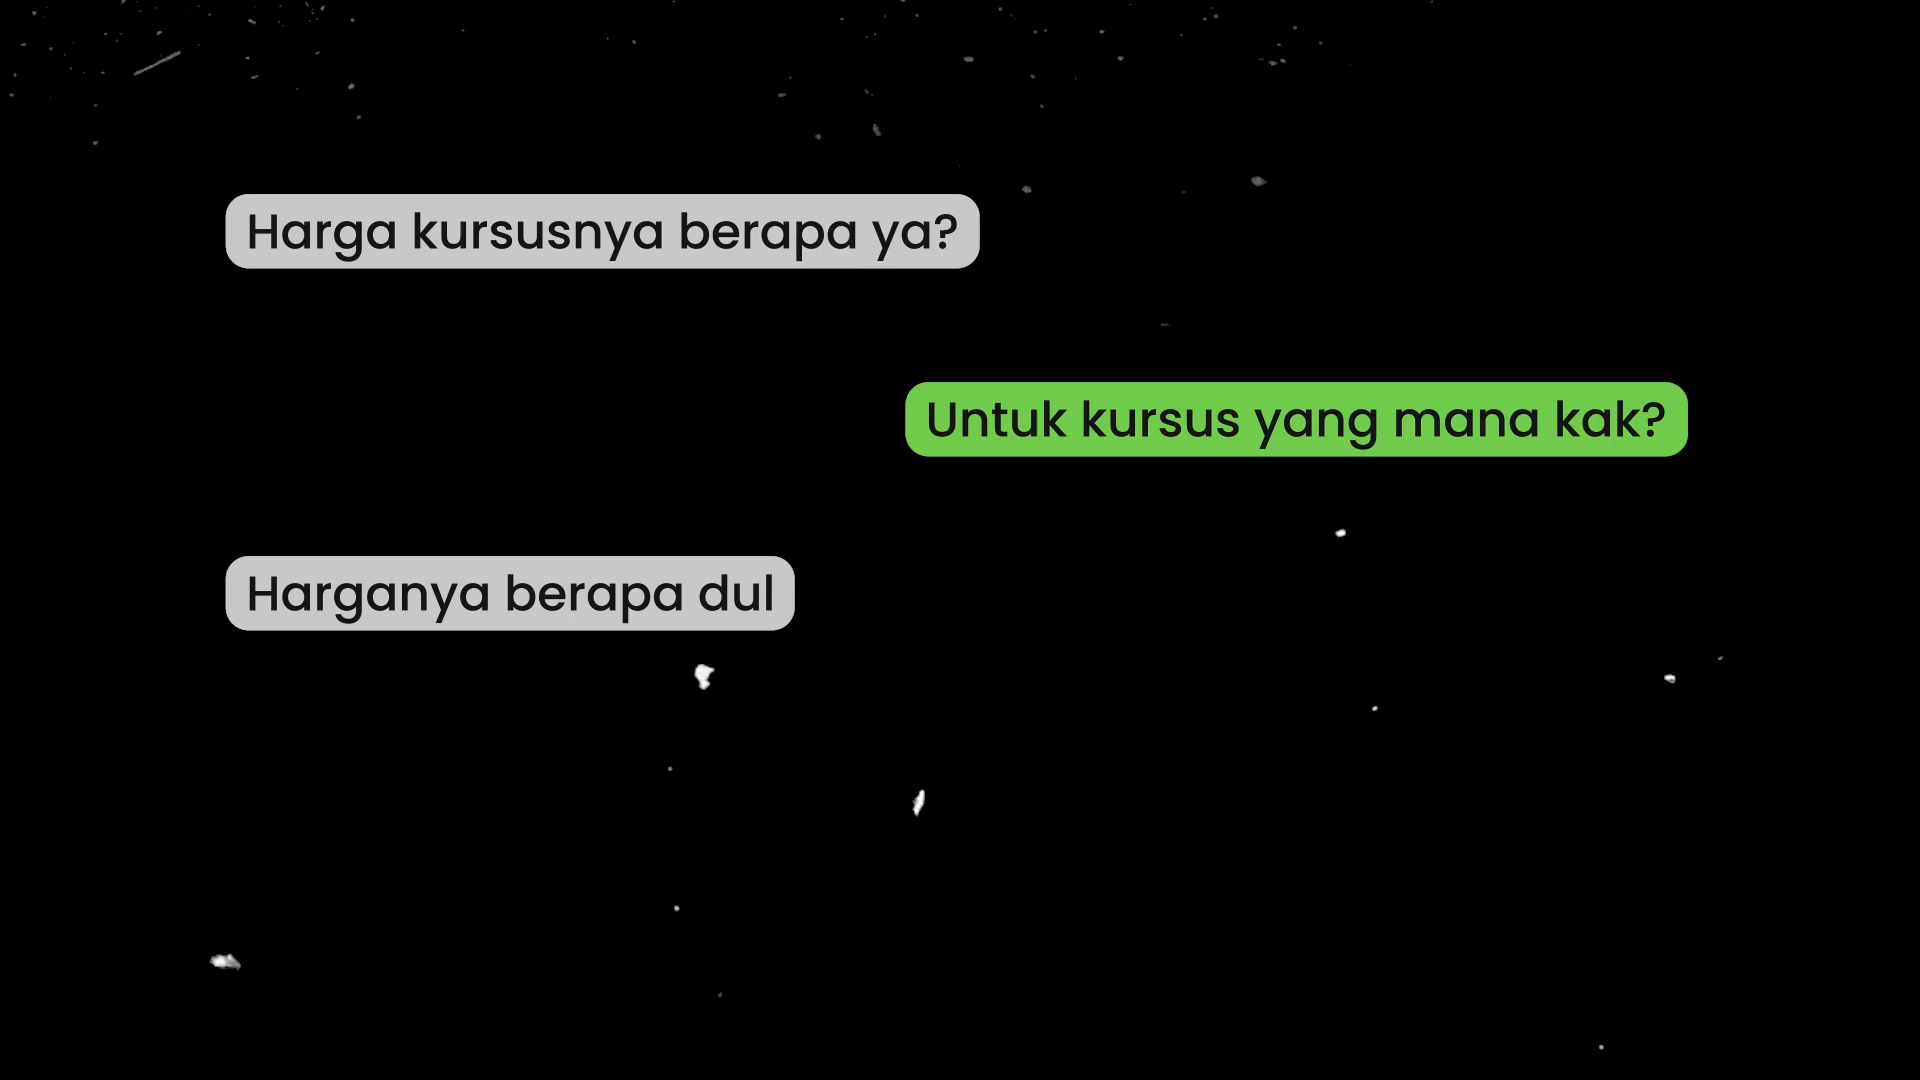 Harga kursusnya berapa ya?
Untuk kursus yang mana kak?
Harganya berapa dul